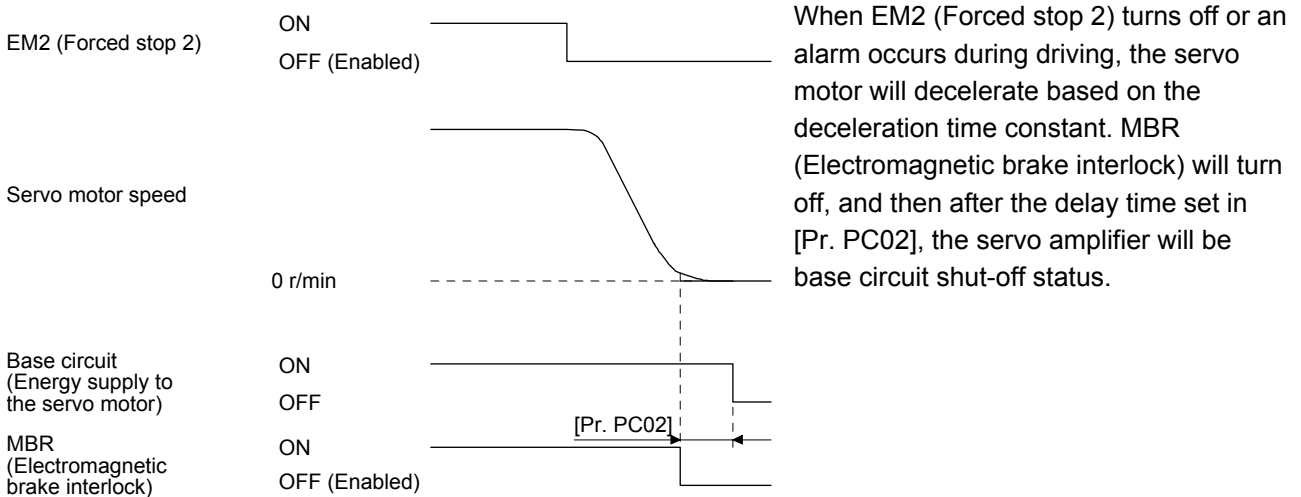 EM2 (Forced stop 2)
ON
OFF (Enabled)
Servo motor speed
0 r/min
Base circuit
(Energy supply to
the servo motor)
ON
OFF
[Pr. PC02]
MBR
(Electromagnetic
brake interlock)
ON
OFF (Enabled)
When EM2 (Forced stop 2) turns off or an
alarm occurs during driving, the servo
motor will decelerate based on the
deceleration time constant. MBR
(Electromagnetic brake interlock) will turn
off, and then after the delay time set in
[Pr. PC02], the servo amplifier will be
base circuit shut-off status.